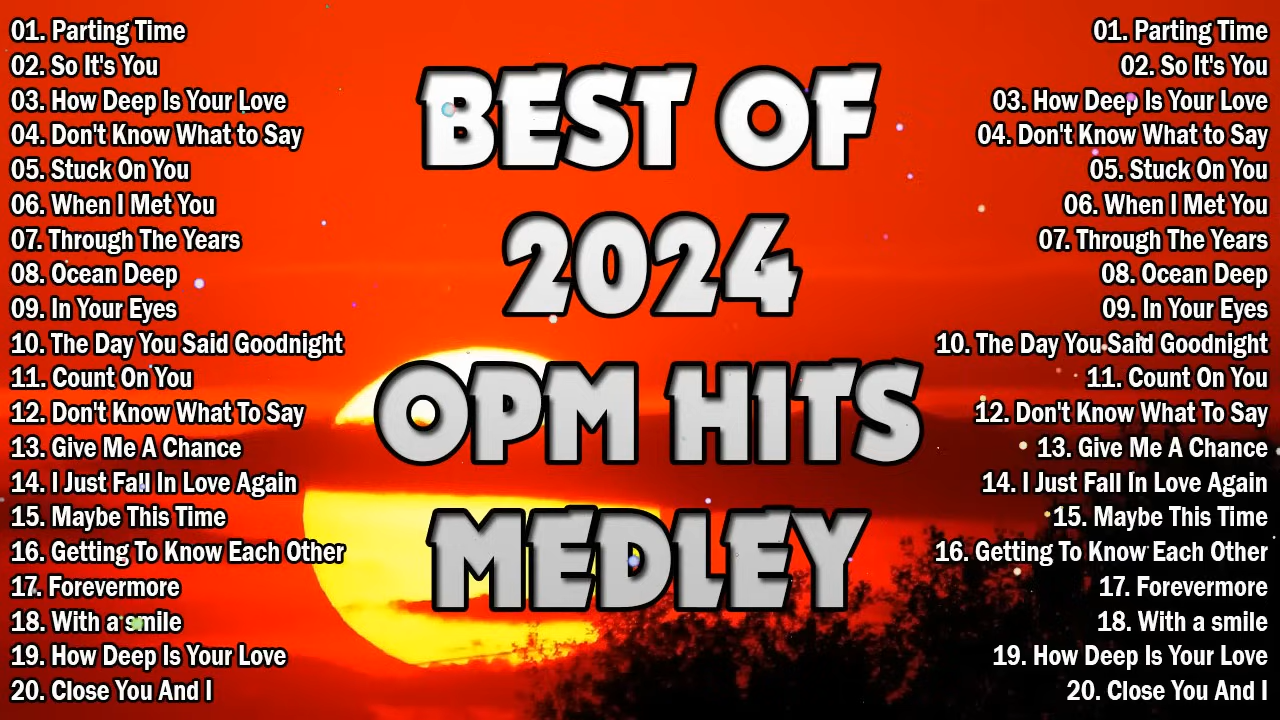 01. Parting Time
02. So It's You
03. How Deep Is Your Love
04. Don't Know What to Say
05. Stuck On You
06. When I Met You
07. Through The Years
08. Ocean Deep
09. In Your Eyes
10. The Day You Said Goodnight
11. Count On You
12. Don't Know What To Say
13. Give Me A Chance
14. I Just Fall In Love Again
15. Maybe This Time
16. Getting To Know Each Other
17. Forevermore
18. With a smile
19. How Deep Is Your Love
20. Close You And I
BEST OF
2024
OPM HITS
MEDLEY
01. Parting Time
02. So It's You
03. How Deep Is Your Love
04. Don't Know What to Say
05. Stuck On You
06. When I Met You
07. Through The Years
08. Ocean Deep
09. In Your Eyes
10. The Day You Said Goodnight
11. Count On You
12. Don't Know What To Say
13. Give Me A Chance
14. I Just Fall In Love Again
15. Maybe This Time
16. Getting To Know Each Other
17. Forevermore
18. With a smile
19. How Deep Is Your Love
20. Close You And I